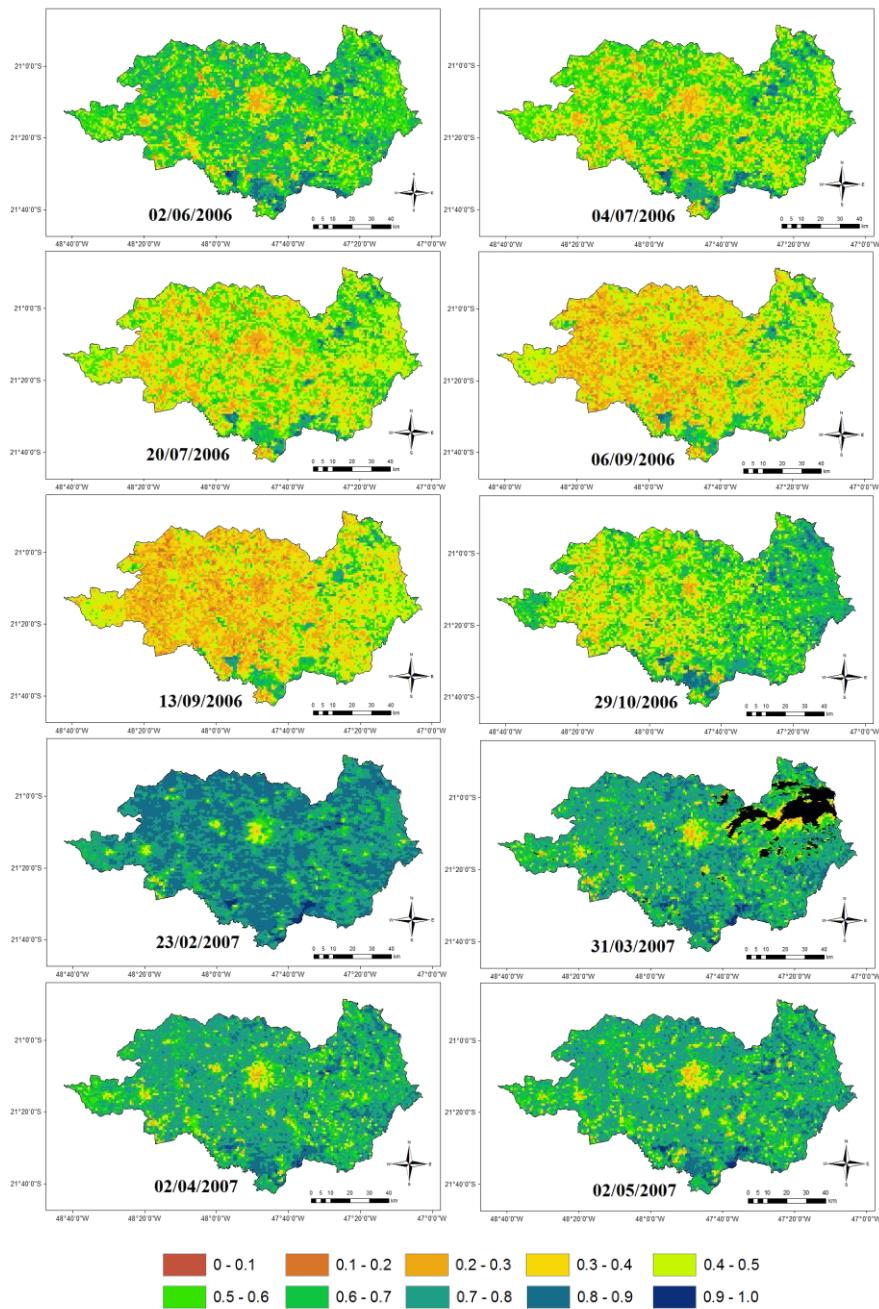 21°0'0"S
21°20'0"S
21°40'0"S
N
W E
S
02/06/2006
0 5 10 20 30 40
km
48°40'0"W 48°20'0"W 48°0'0"W 47°40'0"W 47°20'0"W 47°0'0"W
21°0'0"S
21°20'0"S
21°40'0"S
N
W E
S
04/07/2006
0 5 10 20 30 40
km
48°40'0"W 48°20'0"W 48°0'0"W 47°40'0"W 47°20'0"W 47°0'0"W
21°0'0"S
21°20'0"S
21°40'0"S
N
W E
S
20/07/2006
0 5 10 20 30 40
km
48°40'0"W 48°20'0"W 48°0'0"W 47°40'0"W 47°20'0"W 47°0'0"W
21°0'0"S
21°20'0"S
21°40'0"S
N
W E
S
06/09/2006
0 5 10 20 30 40
km
48°40'0"W 48°20'0"W 48°0'0"W 47°40'0"W 47°20'0"W 47°0'0"W
21°0'0"S
21°20'0"S
21°40'0"S
N
W E
S
13/09/2006
0 5 10 20 30 40
km
48°40'0"W 48°20'0"W 48°0'0"W 47°40'0"W 47°20'0"W 47°0'0"W
21°0'0"S
21°20'0"S
21°40'0"S
N
W E
S
29/10/2006
0 5 10 20 30 40
km
48°40'0"W 48°20'0"W 48°0'0"W 47°40'0"W 47°20'0"W 47°0'0"W
21°0'0"S
21°20'0"S
21°40'0"S
N
W E
S
23/02/2007
0 5 10 20 30 40
km
48°40'0"W 48°20'0"W 48°0'0"W 47°40'0"W 47°20'0"W 47°0'0"W
21°0'0"S
21°20'0"S
21°40'0"S
N
W E
S
31/03/2007
0 5 10 20 30 40
km
48°40'0"W 48°20'0"W 48°0'0"W 47°40'0"W 47°20'0"W 47°0'0"W
21°0'0"S
21°20'0"S
21°40'0"S
N
W E
S
02/04/2007
0 5 10 20 30 40
km
48°40'0"W 48°20'0"W 48°0'0"W 47°40'0"W 47°20'0"W 47°0'0"W
21°0'0"S
21°20'0"S
21°40'0"S
N
W E
S
02/05/2007
0 5 10 20 30 40
km
48°40'0"W 48°20'0"W 48°0'0"W 47°40'0"W 47°20'0"W 47°0'0"W
0 - 0.1 0.1 - 0.2 0.2 - 0.3 0.3 - 0.4 0.4 - 0.5
0.5 - 0.6 0.6 - 0.7 0.7 - 0.8 0.8 - 0.9 0.9 - 1.0